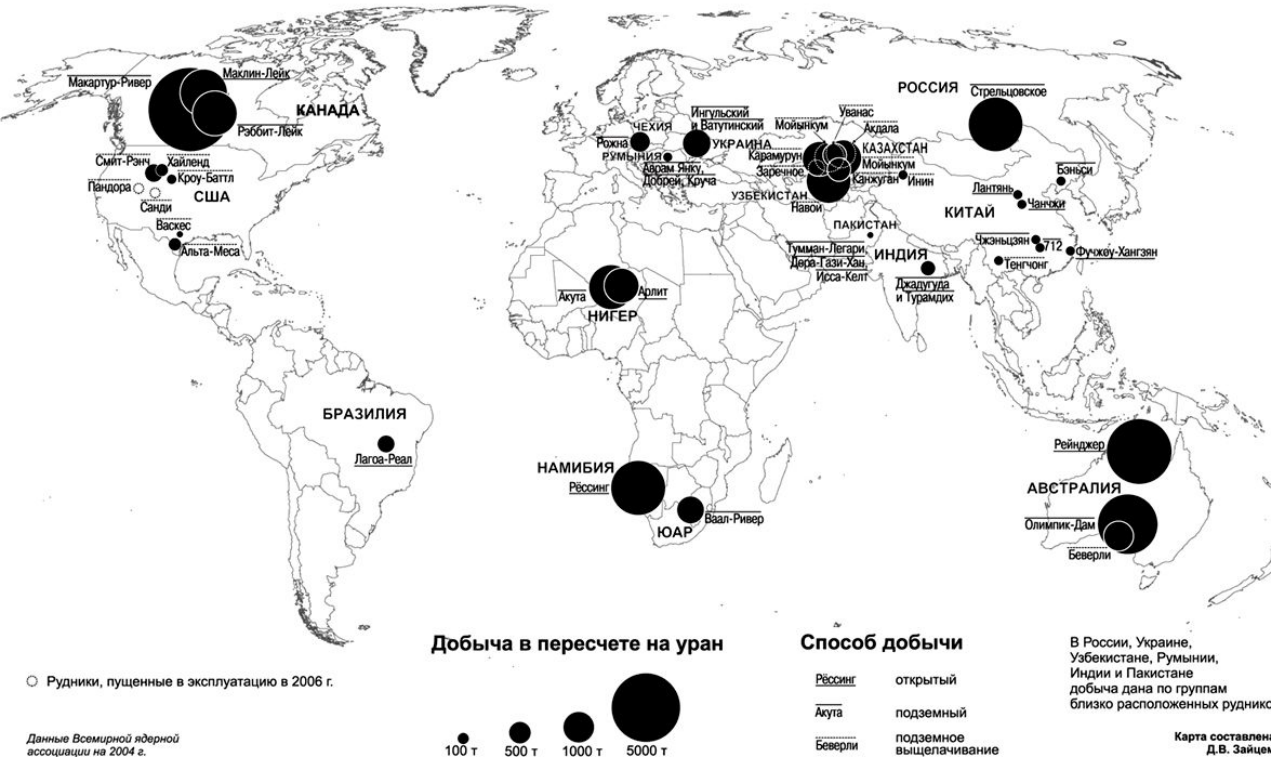 Макартур-Ривер
Маклин-Лейк
КАНАДА
Рэббит-Лейк
Смит-Рэнч
Хайленд
Кроу-Баттл
Пандора
Санди
США
Васкес
Альта-Меса
БРАЗИЛИЯ
Лагоа-Реал
ЧЕХИЯ
Рожна
Ингульский
и Ватутинский
УКРАИНА
РУМЫНИЯ
Аврам Янку,
Добрей, Круча
Уванас
Мойынкум
Акдала
Карамурун
КАЗАХСТАН
Заречное
Мойынкум
Канжуган
Инин
УЗБЕКИСТАН
Навои
РОССИЯ
Стрельцовское
Бэньси
Лантянь
Чанчжи
КИТАЙ
Чжэньцзян
712
Фучжоу-Хангзян
Тенгчонг
ПАКИСТАН
Тумман-Легари,
Дера-Гази-Хан,
Исса-Келт
ИНДИЯ
Джадугуда
и Турамдих
Акута
Арлит
НИГЕР
НАМИБИЯ
Рёссинг
ЮАР
Ваал-Ривер
Рейнджер
АВСТРАЛИЯ
Олимпик-Дам
Беверли
Рудники, пущенные в эксплуатацию в 2006 г.
Данные Всемирной ядерной
ассоциации на 2004 г.
Добыча в пересчете на уран
100 т
500 т
1000 т
5000 т
Способ добычи
Рёссинг открытый
Акута подземный
Беверли подземное
выщелачивание
В России, Украине,
Узбекистане, Румынии,
Индии и Пакистане
добыча дана по группам
близко расположенных руднико
Карта составлена
Д.В. Зайцем